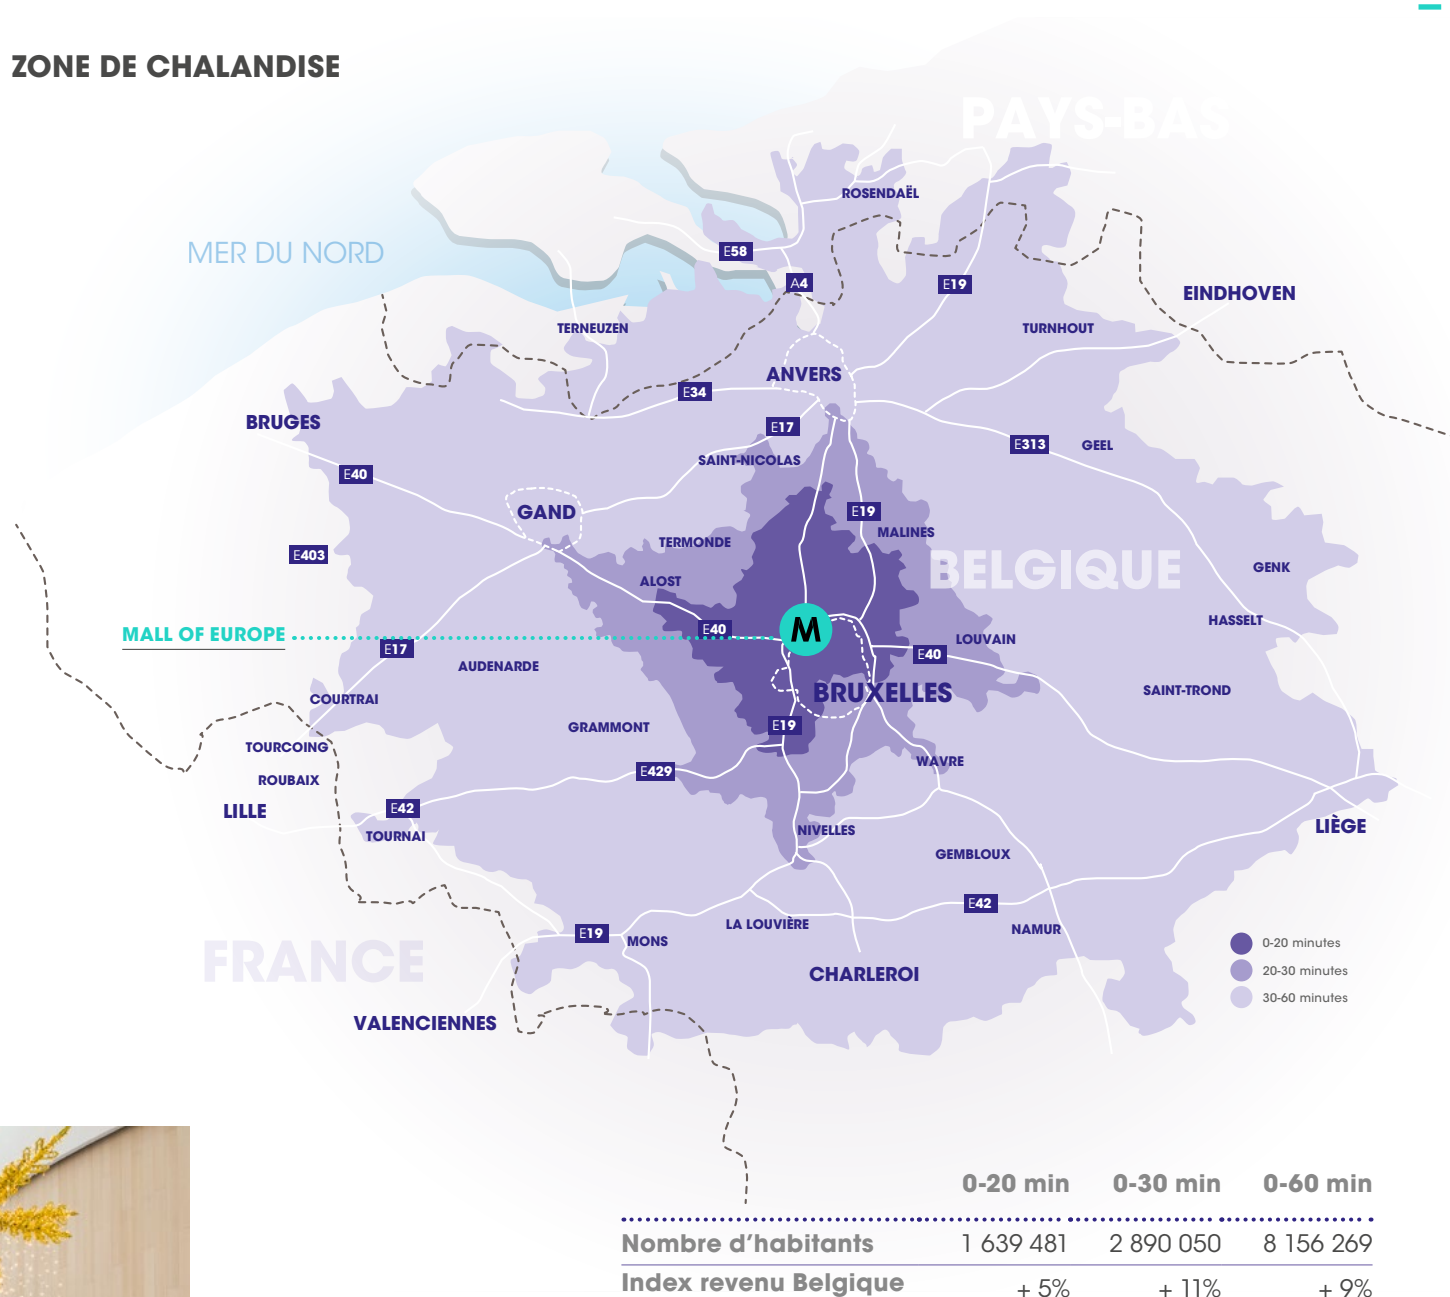 ZONE DE CHALANDISE
PAYS-BAS
ROSENDAËL
MER DU NORD
E58
A4
E19
EINDHOVEN
TERNEUZEN
TURNHOUT
ANVERS
E34
BRUGES
E17
E313
GEEL
SAINT-NICOLAS
E40
GAND
E19
MALINES
TERMONDE
E403
BELGIQUE
GENK
ALOST
HASSELT
MALL OF EUROPE
E40
M
LOUVAIN
E17
E40
AUDENARDE
SAINT-TROND
BRUXELLES
COURTRAI
GRAMMONT
E19
TOURCOING
WAVRE
E429
ROUBAIX
LILLE
E42
TOURNAI
NIVELLES
LIÈGE
GEMBLOUX
E42
LA LOUVIÈRE
NAMUR
E19
MONS
FRANCE
CHARLEROI
VALENCIENNES
0-20 minutes
20-30 minutes
30-60 minutes
0-20 min 0-30 min 0-60 min
Nombre d’habitants 1 639 481 2 890 050 8 156 269
Index revenu Belgique + 5% + 11% + 9%